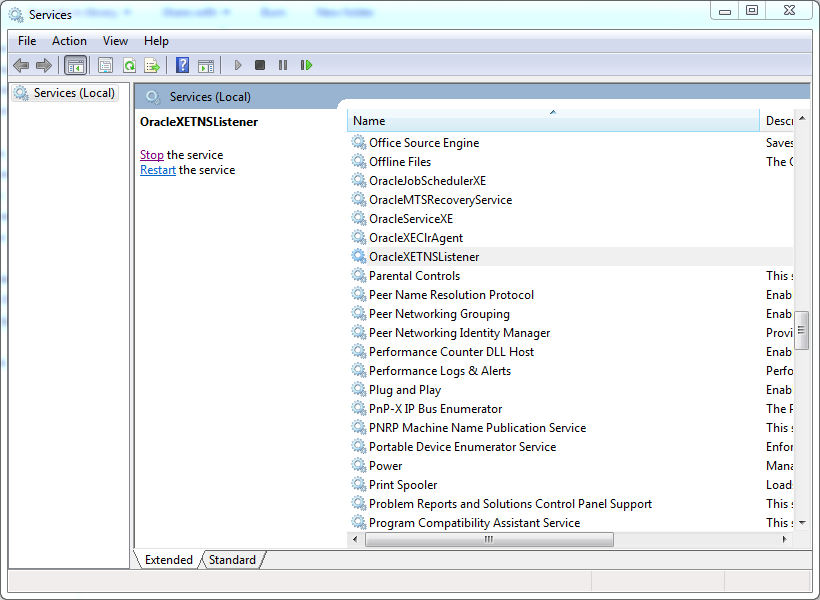 Services
File Action View Help
Services (Local)
Services (Local)
OracleXETNSListener
Stop the service
Restart the service
Name Descr
Office Source Engine Saves
Offline Files The O
OracleJobSchedulerXE
OracleMTSRecoveryService
OracleServiceXE
OracleXEClrAgent
OracleXETNSListener
Parental Controls This s
Peer Name Resolution Protocol Enab
Peer Networking Grouping Enab
Peer Networking Identity Manager Provi
Performance Counter DLL Host Enab
Performance Logs & Alerts Perfo
Plug and Play Enab
PnP-X IP Bus Enumerator The P
PNRP Machine Name Publication Service This s
Portable Device Enumerator Service Enfor
Power Mana
Print Spooler Load
Problem Reports and Solutions Control Panel Support This s
Program Compatibility Assistant Service This s
Extended Standard